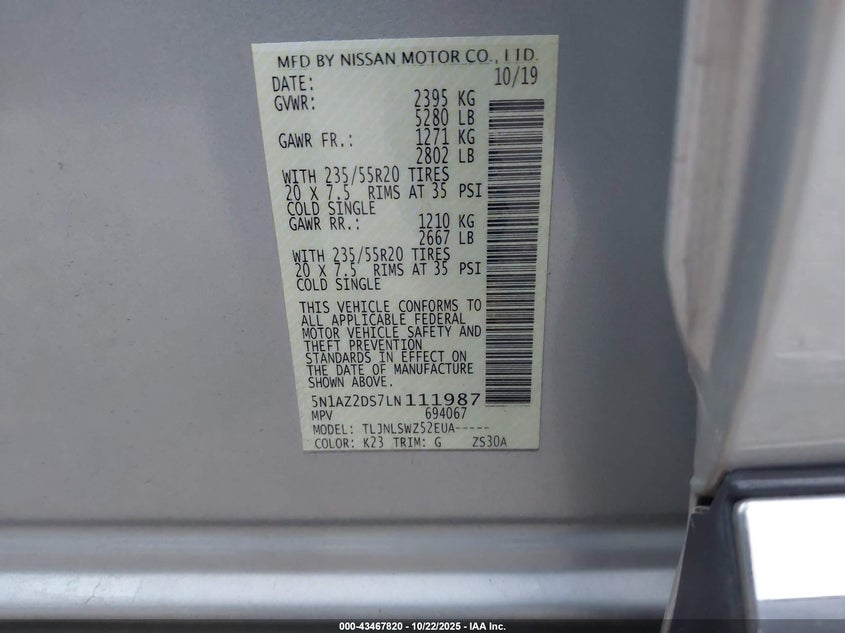 MFD BY NISSAN MOTOR CO., LTD.
DATE: 10/19
GVWR: 2395 KG
5280 LB
GAWR FR.: 1271 KG
2802 LB
WITH 235/55R20 TIRES
20 X 7.5 RIMS AT 35 PSI
COLD SINGLE
GAWR RR.: 1210 KG
2667 LB
WITH 235/55R20 TIRES
20 X 7.5 RIMS AT 35 PSI
COLD SINGLE
THIS VEHICLE CONFORMS TO
ALL APPLICABLE FEDERAL
MOTOR VEHICLE SAFETY AND
THEFT PREVENTION
STANDARDS IN EFFECT ON
THE DATE OF MANUFACTURE
SHOWN ABOVE.
5N1AZ2DS7LN111987
MPV 694067
MODEL: TLJNLSWZ52EUA-----
COLOR: K23 TRIM: G ZS30A
000-43467820 - 10/22/2025 - IAA Inc.